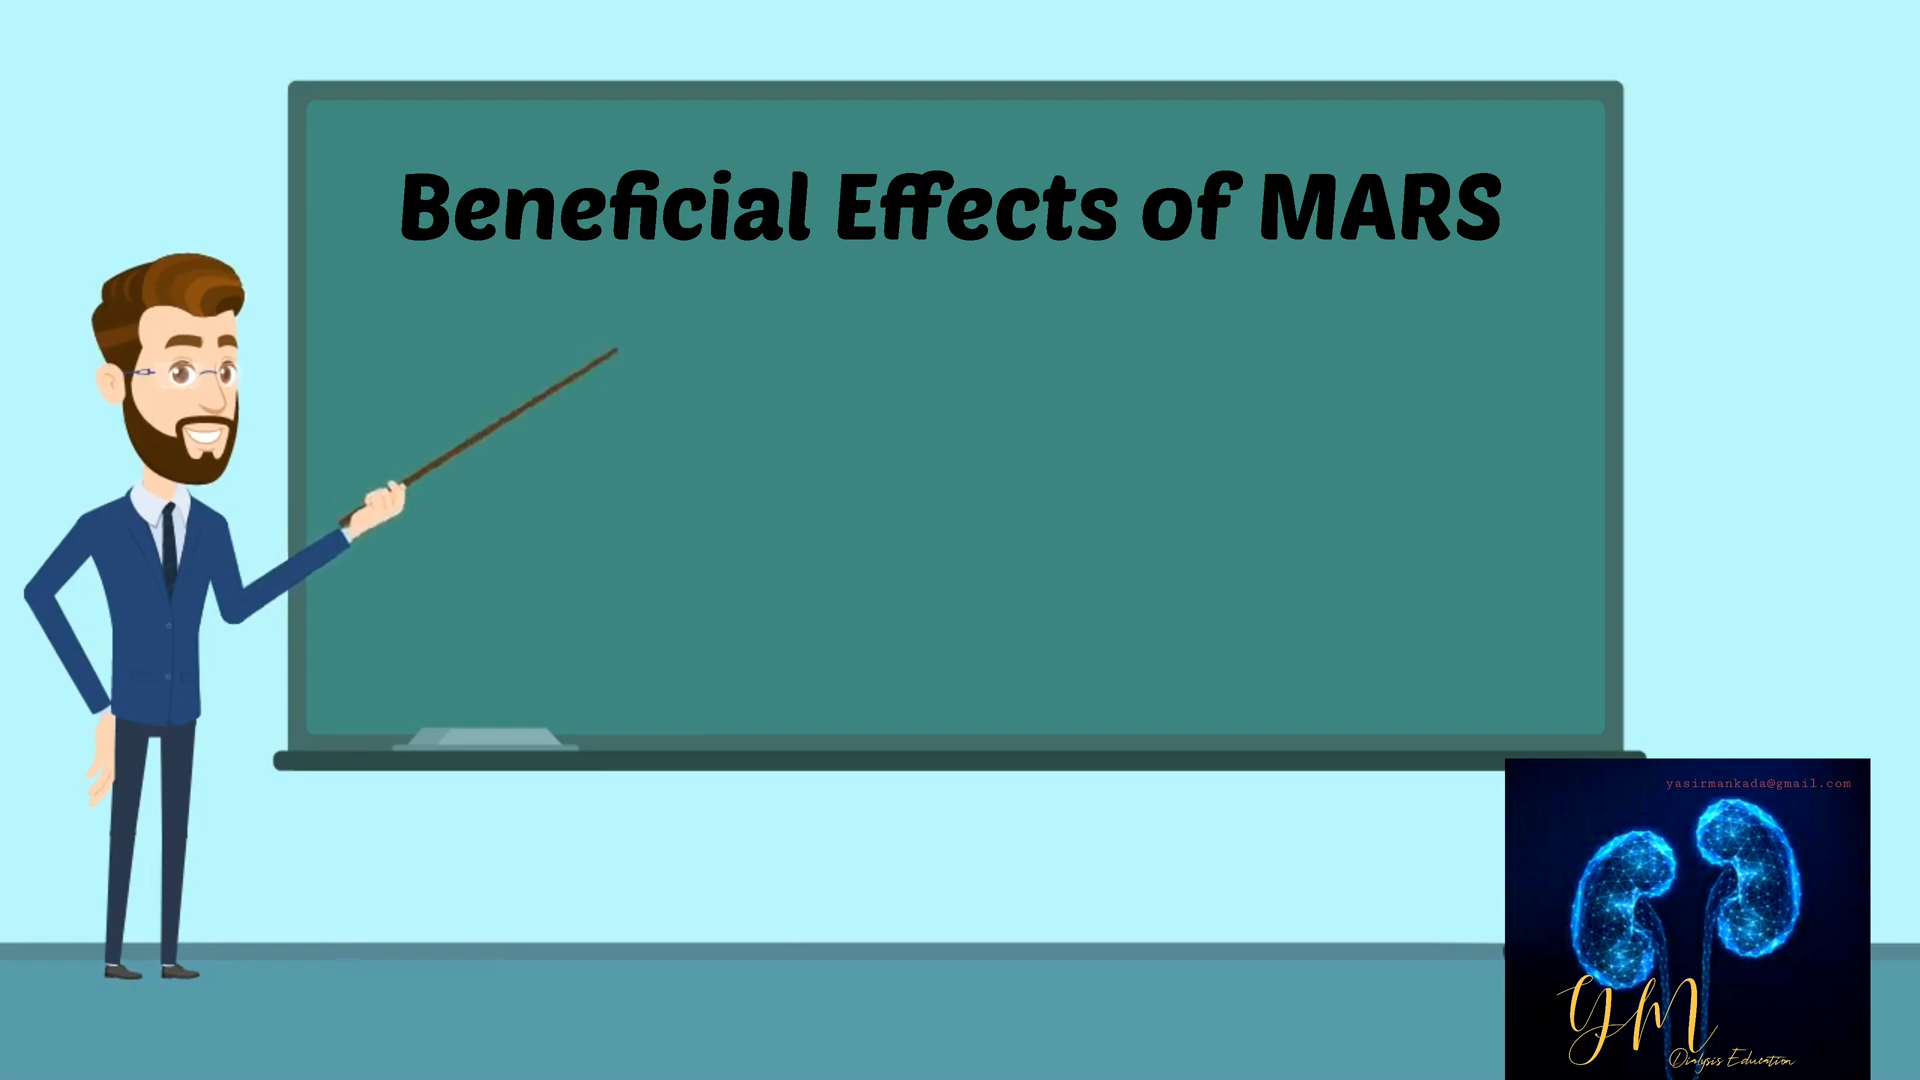 Beneficial Effects of MARS
yasirmankada@gmail.com
YM
Dialysis Education